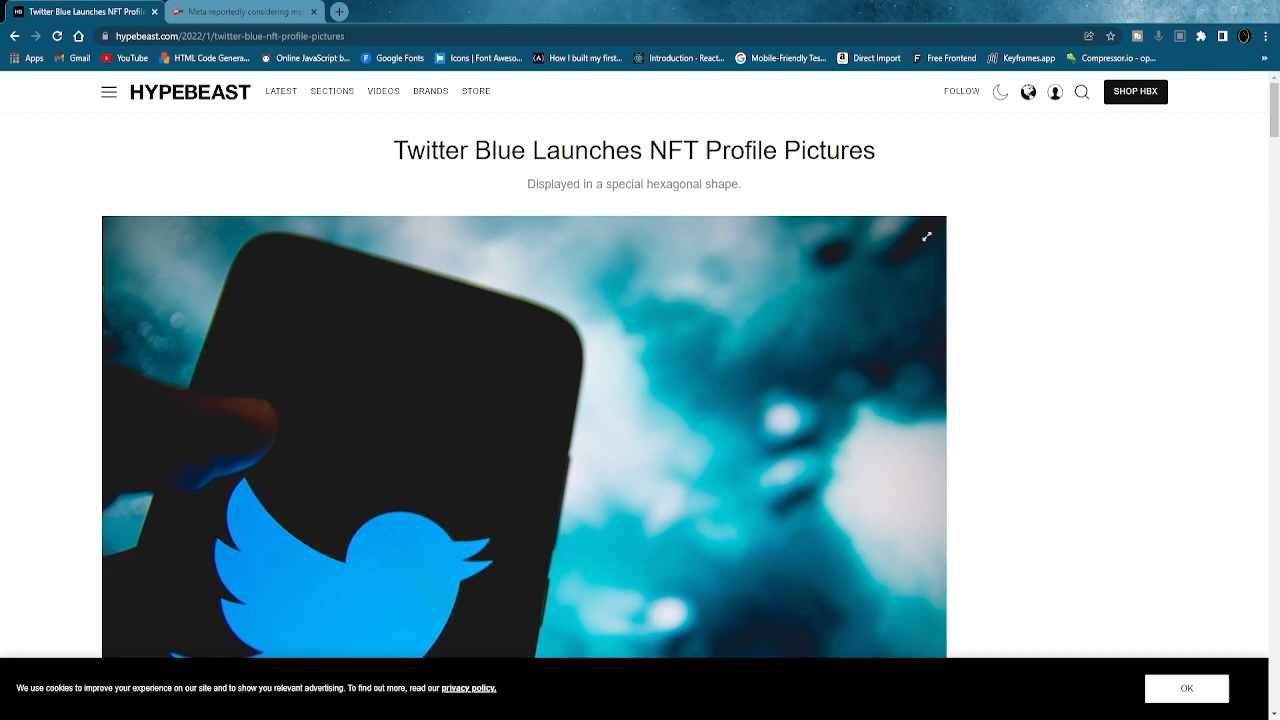 Twitter Blue Launches NFT Profil
Meta reportedly considering ma
hypebeast.com/2022/1/twitter-blue-nft-profile-pictures
Apps Gmail YouTube HTML Code Genera... Online JavaScript b... Google Fonts Icons | Font Aweso... How I built my first... Introduction - React... Mobile-Friendly Tes... Direct Import Free Frontend Keyframes.app Compressor.io - op... »
HYPEBEAST LATEST SECTIONS VIDEOS BRANDS STORE FOLLOW SHOP HBX
Twitter Blue Launches NFT Profile Pictures
Displayed in a special hexagonal shape.
We use cookies to improve your experience on our site and to show you relevant advertising. To find out more, read our privacy policy.
OK